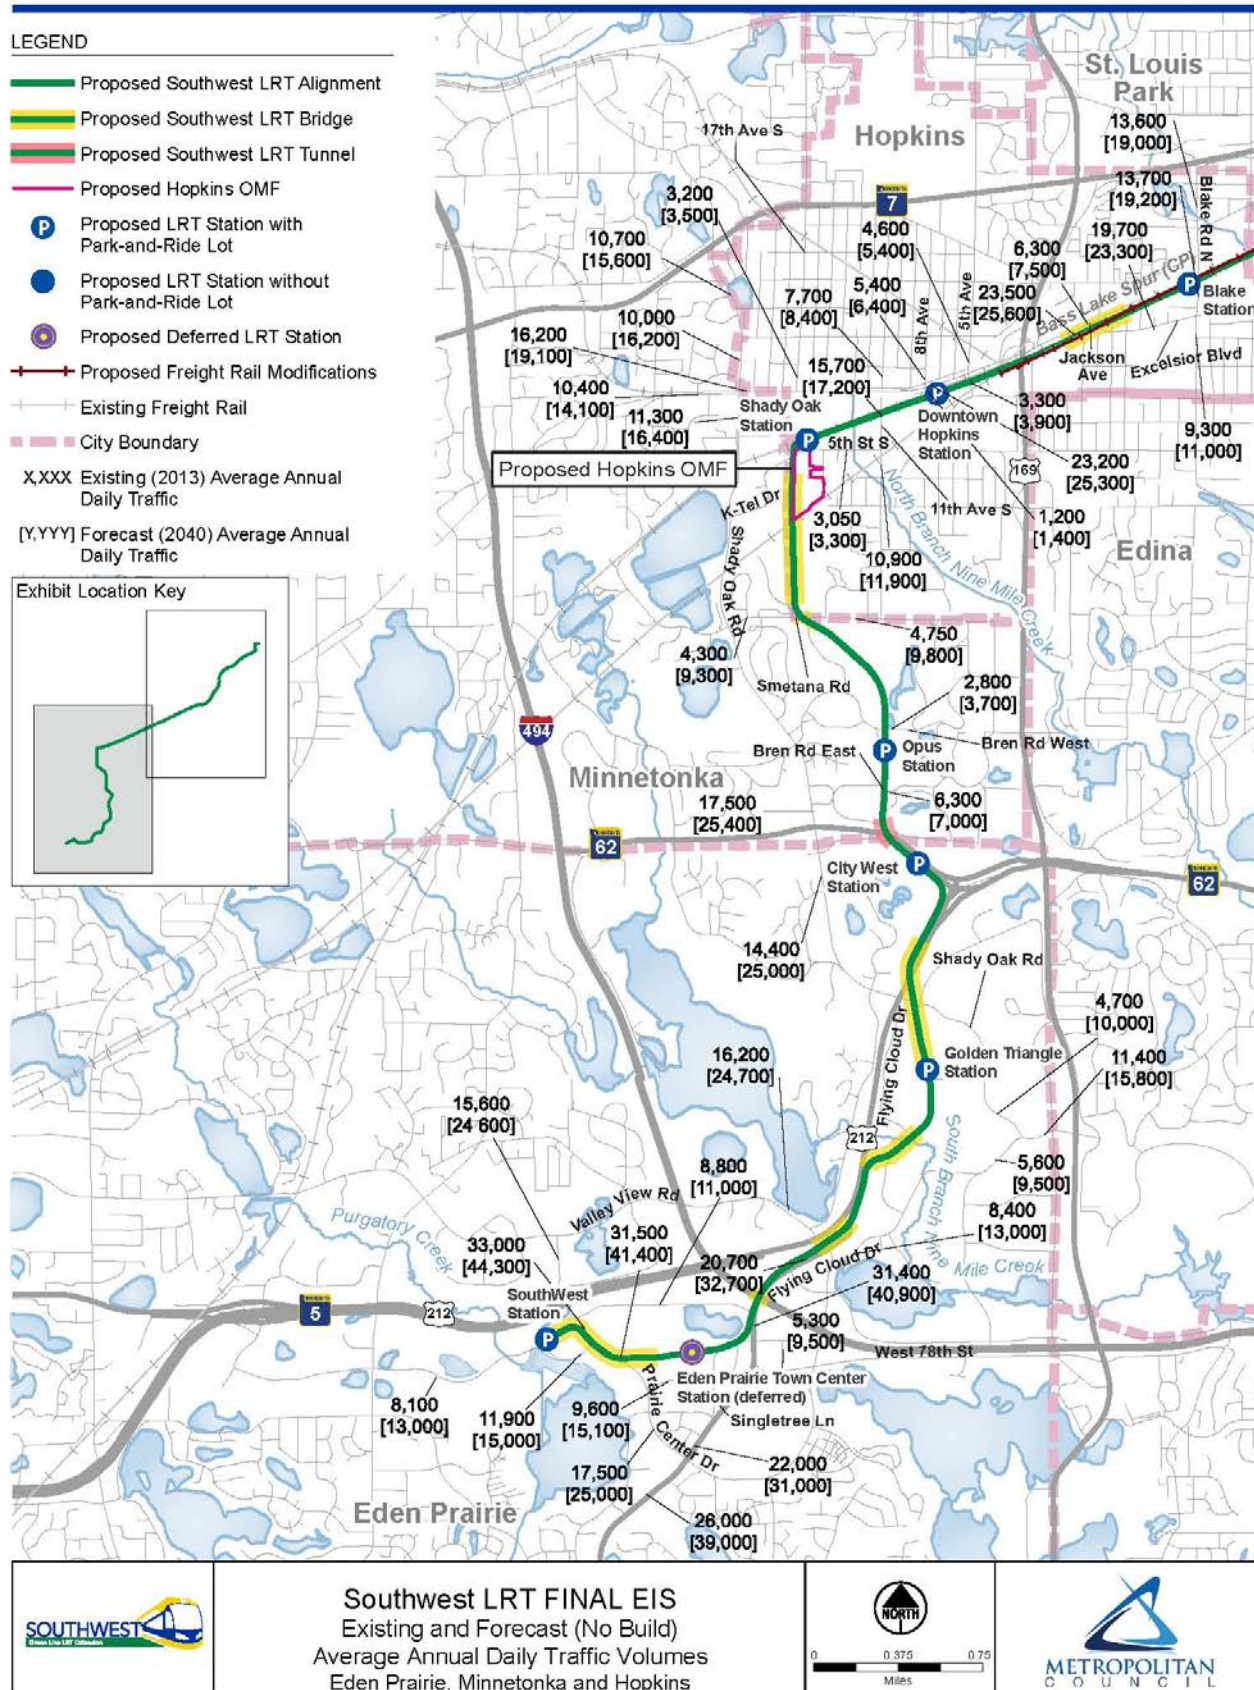 LEGEND
Proposed Southwest LRT Alignment
Proposed Southwest LRT Bridge
Proposed Southwest LRT Tunnel
Proposed Hopkins OMF
P
Proposed LRT Station with
Park-and-Ride Lot
Proposed LRT Station without
Park-and-Ride Lot
Proposed Deferred LRT Station
Proposed Freight Rail Modifications
Existing Freight Rail
City Boundary
X,XXX Existing (2013) Average Annual
Daily Traffic
[Y,YYY] Forecast (2040) Average Annual
Daily Traffic
Exhibit Location Key
St. Louis
Park
Hopkins
17th Ave S
13,600
[19,000]
13,700
[19,200]
Blake Rd N
7
3,200
[3,500]
10,700
[15,600]
4,600
[5,400]
6,300
[7,500]
19,700
[23,300]
Bass Lake Spur (CP)
P
Blake
Station
5,400
[6,400]
7,700
[8,400]
8th Ave
5th Ave
23,500
[25,600]
16,200
[19,100]
10,000
[16,200]
Jackson
Ave
Excelsior Blvd
10,400
[14,100]
15,700
[17,200]
11,300
[16,400]
Shady Oak
Station
P
P
5th St S
Downtown
Hopkins
Station
3,300
[3,900]
9,300
[11,000]
23,200
[25,300]
169
Proposed Hopkins OMF
K-Tel Dr
Shady Oak Rd
North Branch Nine Mile Creek
11th Ave S
3,050
[3,300]
1,200
[1,400]
Edina
10,900
[11,900]
4,750
[9,800]
4,300
[9,300]
Smetana Rd
2,800
[3,700]
494
Bren Rd East
P
Opus
Station
Bren Rd West
Minnetonka
17,500
[25,400]
6,300
[7,000]
62
City West
Station
P
62
14,400
[25,000]
Shady Oak Rd
4,700
[10,000]
Flying Cloud Dr
16,200
[24,700]
P
Golden Triangle
Station
11,400
[15,800]
15,600
[24 600]
212
South Branch Nine Mile Creek
5,600
[9,500]
8,800
[11,000]
Valley View Rd
Purgatory Creek
8,400
[13,000]
31,500
[41,400]
33,000
[44,300]
20,700
[32,700]
Flying Cloud Dr
31,400
[40,900]
SouthWest
Station
5
212
P
5,300
[9,500]
West 78th St
Eden Prairie Town Center
Station (deferred)
Prairie Center Dr
Singletree Ln
8,100
[13,000]
11,900
[15,000]
9,600
[15,100]
17,500
[25,000]
22,000
[31,000]
Eden Prairie
26,000
[39,000]
SOUTHWEST
Green Line LRT Extension
Southwest LRT FINAL EIS
Existing and Forecast (No Build)
Average Annual Daily Traffic Volumes
Eden Prairie, Minnetonka and Hopkins
NORTH
0 0.375 0.75
Miles
METROPOLITAN
COUNCIL